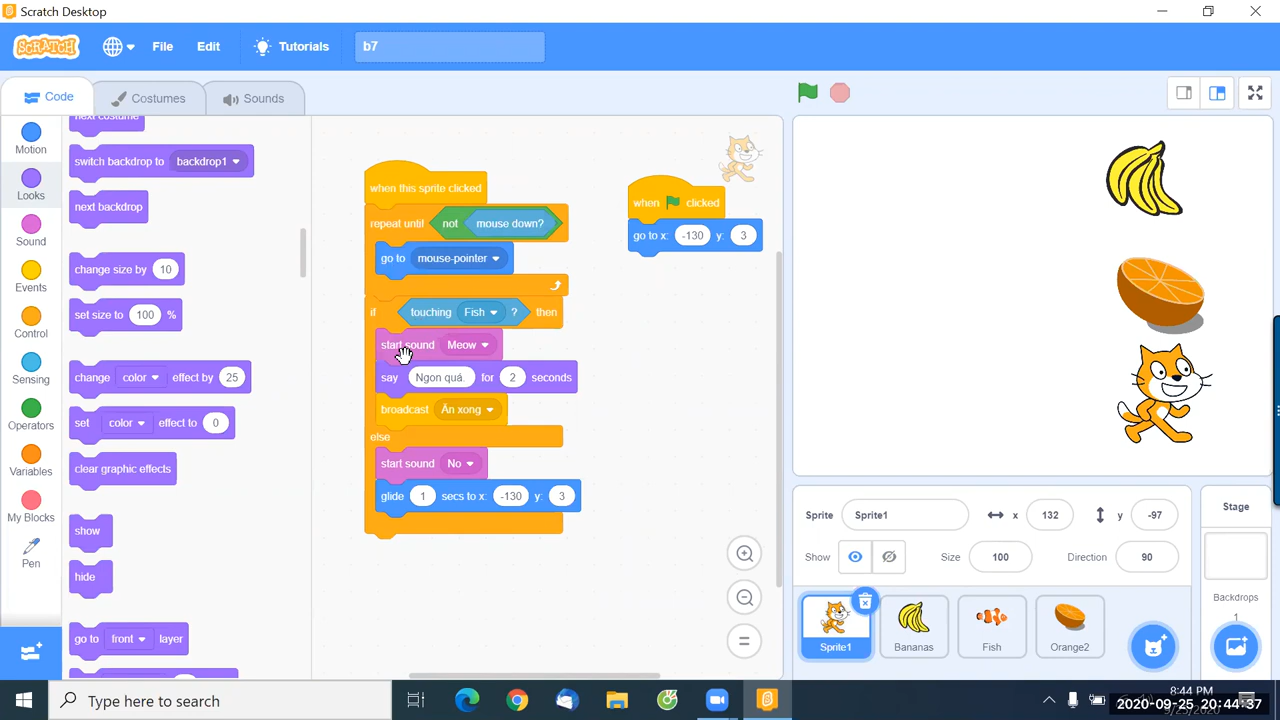 Scratch Desktop
SCRATCH
File
Edit
Tutorials
b7
Code
Costumes
Sounds
Motion
Looks
Sound
Events
Control
Sensing
Operators
Variables
My Blocks
Pen
next costume
switch backdrop to backdrop1
next backdrop
change size by 10
set size to 100 %
change color effect by 25
set color effect to 0
clear graphic effects
show
hide
go to front layer
when this sprite clicked
repeat until not mouse down?
go to mouse-pointer
if touching Fish ? then
start sound Meow
say Ngon quá. for 2 seconds
broadcast Ăn xong
else
start sound No
glide 1 secs to x: -130 y: 3
when clicked
go to x: -130 y: 3
Sprite Sprite1 x 132 y -97
Show Size 100 Direction 90
Sprite1
Bananas
Fish
Orange2
Stage
Backdrops
1
Type here to search
8:44 PM
2020-09-25 20:44:37